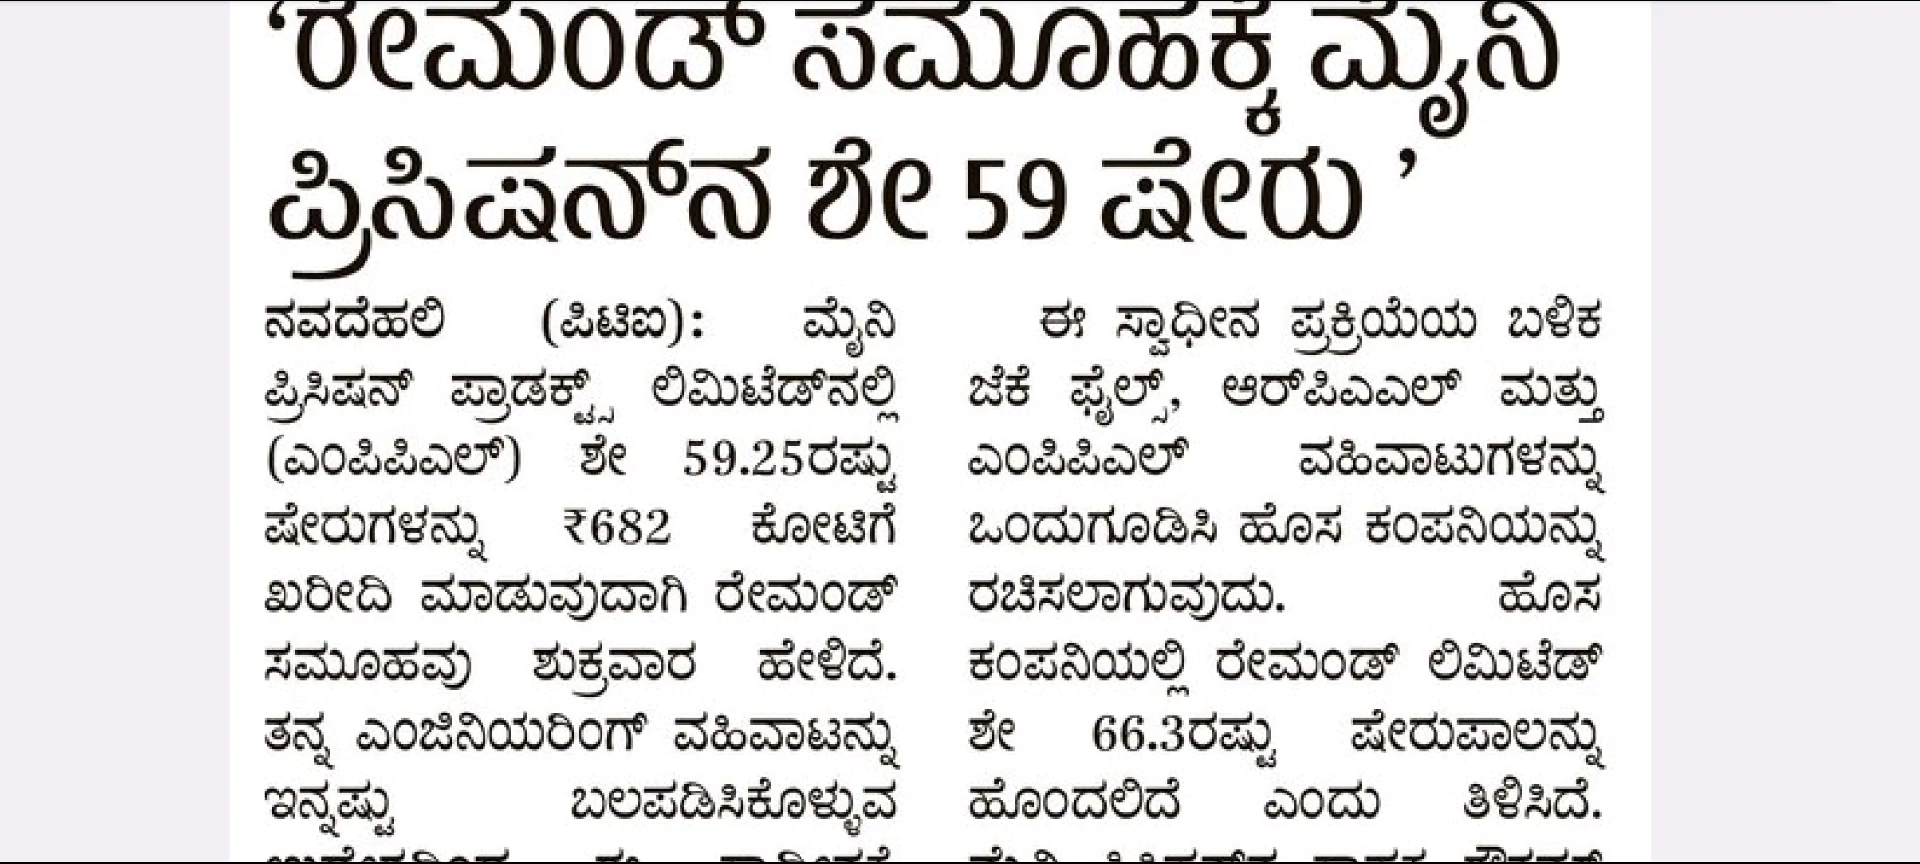 ‘ರೇಮಂಡ್ ಸಮೂಹಕ್ಕೆ ಮೈನಿ
ಪ್ರಿಸಿಷನ್‌ನ ಶೇ 59 ಷೇರು ’
ನವದೆಹಲಿ (ಪಿಟಿಐ): ಮೈನಿ
ಪ್ರಿಸಿಷನ್ ಪ್ರಾಡಕ್ಟ್ಸ್ ಲಿಮಿಟೆಡ್‌ನಲ್ಲಿ
(ಎಂಪಿಪಿಎಲ್) ಶೇ 59.25ರಷ್ಟು
ಷೇರುಗಳನ್ನು ₹682 ಕೋಟಿಗೆ
ಖರೀದಿ ಮಾಡುವುದಾಗಿ ರೇಮಂಡ್
ಸಮೂಹವು ಶುಕ್ರವಾರ ಹೇಳಿದೆ.
ತನ್ನ ಎಂಜಿನಿಯರಿಂಗ್ ವಹಿವಾಟನ್ನು
ಇನ್ನಷ್ಟು ಬಲಪಡಿಸಿಕೊಳ್ಳುವ
ಈ ಸ್ವಾಧೀನ ಪ್ರಕ್ರಿಯೆಯ ಬಳಿಕ
ಜೆಕೆ ಫೈಲ್ಸ್, ಆರ್‌ಪಿಎಎಲ್ ಮತ್ತು
ಎಂಪಿಪಿಎಲ್ ವಹಿವಾಟುಗಳನ್ನು
ಒಂದುಗೂಡಿಸಿ ಹೊಸ ಕಂಪನಿಯನ್ನು
ರಚಿಸಲಾಗುವುದು. ಹೊಸ
ಕಂಪನಿಯಲ್ಲಿ ರೇಮಂಡ್ ಲಿಮಿಟೆಡ್
ಶೇ 66.3ರಷ್ಟು ಷೇರುಪಾಲನ್ನು
ಹೊಂದಲಿದೆ ಎಂದು ತಿಳಿಸಿದೆ.